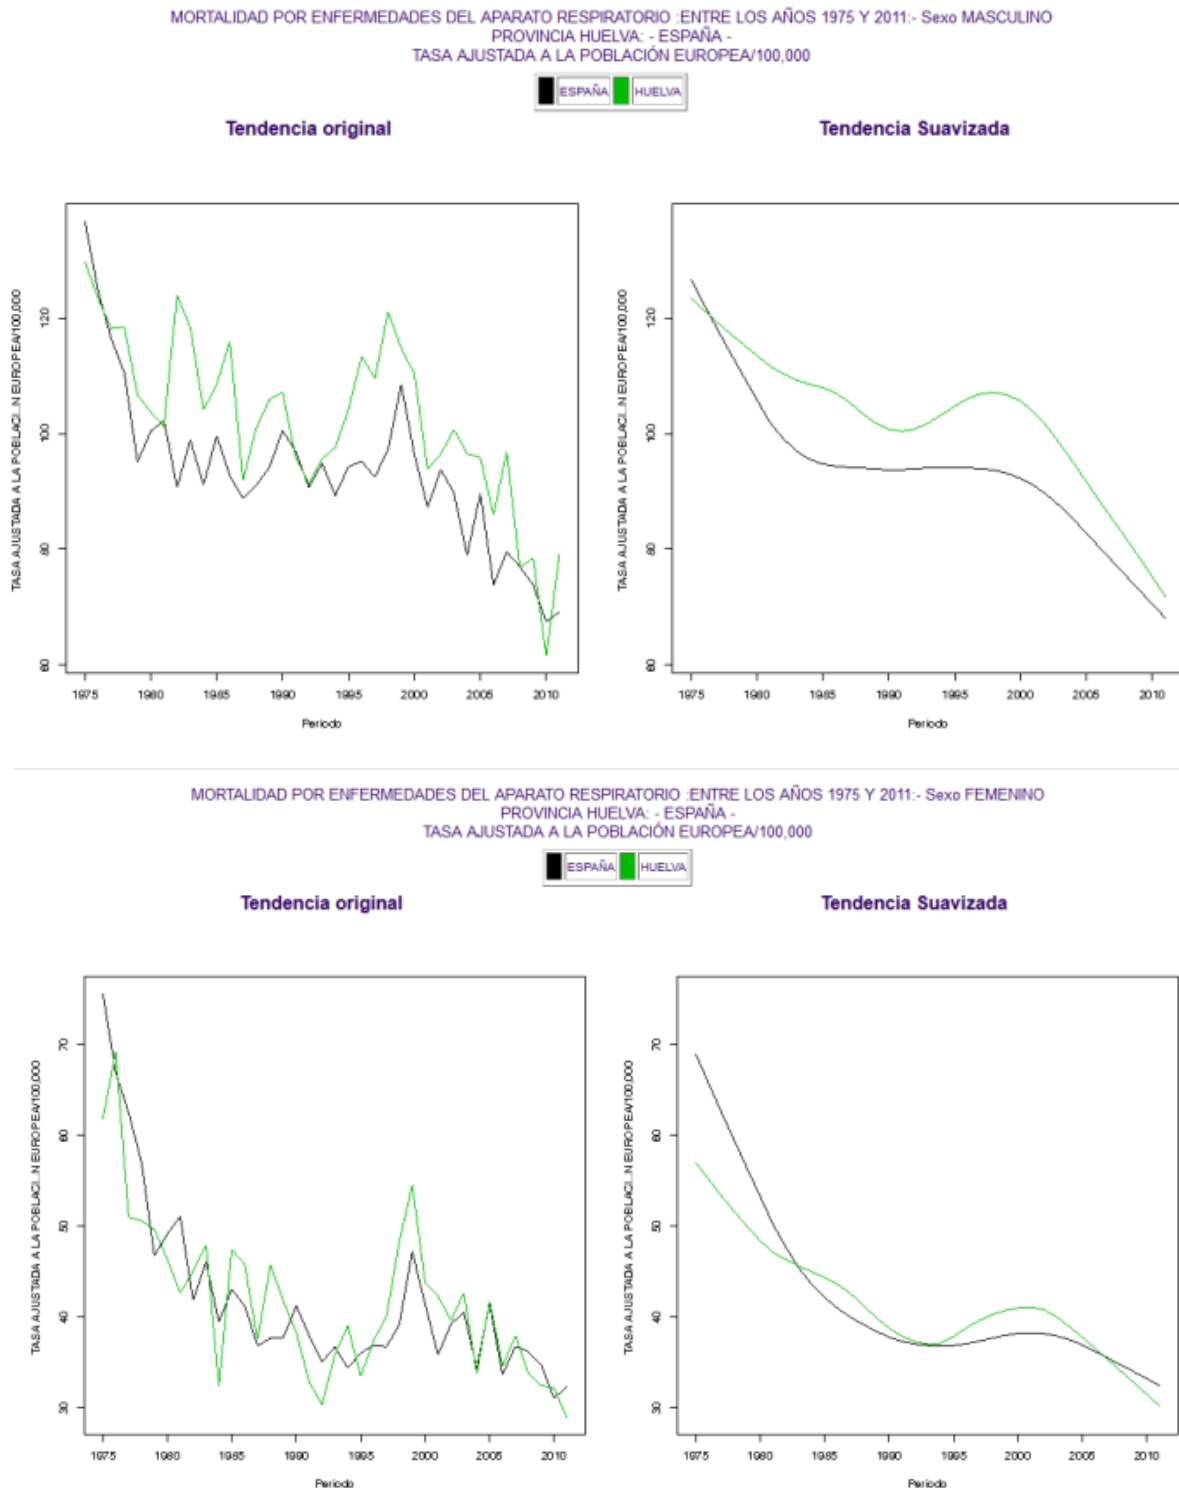 MORTALIDAD POR ENFERMEDADES DEL APARATO RESPIRATORIO :ENTRE LOS AÑOS 1975 Y 2011:- Sexo MASCULINO
PROVINCIA HUELVA: - ESPAÑA -
TASA AJUSTADA A LA POBLACIÓN EUROPEA/100,000
ESPAÑA HUELVA
Tendencia original
TASA AJUSTADA A LA POBLACI..N EUROPEA/100,000
120
100
80
60
1975 1980 1985 1990 1995 2000 2005 2010
Periodo
Tendencia Suavizada
TASA AJUSTADA A LA POBLACI..N EUROPEA/100,000
120
100
80
60
1975 1980 1985 1990 1995 2000 2005 2010
Periodo
MORTALIDAD POR ENFERMEDADES DEL APARATO RESPIRATORIO :ENTRE LOS AÑOS 1975 Y 2011:- Sexo FEMENINO
PROVINCIA HUELVA: - ESPAÑA -
TASA AJUSTADA A LA POBLACIÓN EUROPEA/100,000
ESPAÑA HUELVA
Tendencia original
TASA AJUSTADA A LA POBLACI..N EUROPEA/100,000
70
60
50
40
30
1975 1980 1985 1990 1995 2000 2005 2010
Periodo
Tendencia Suavizada
TASA AJUSTADA A LA POBLACI..N EUROPEA/100,000
70
60
50
40
30
1975 1980 1985 1990 1995 2000 2005 2010
Periodo